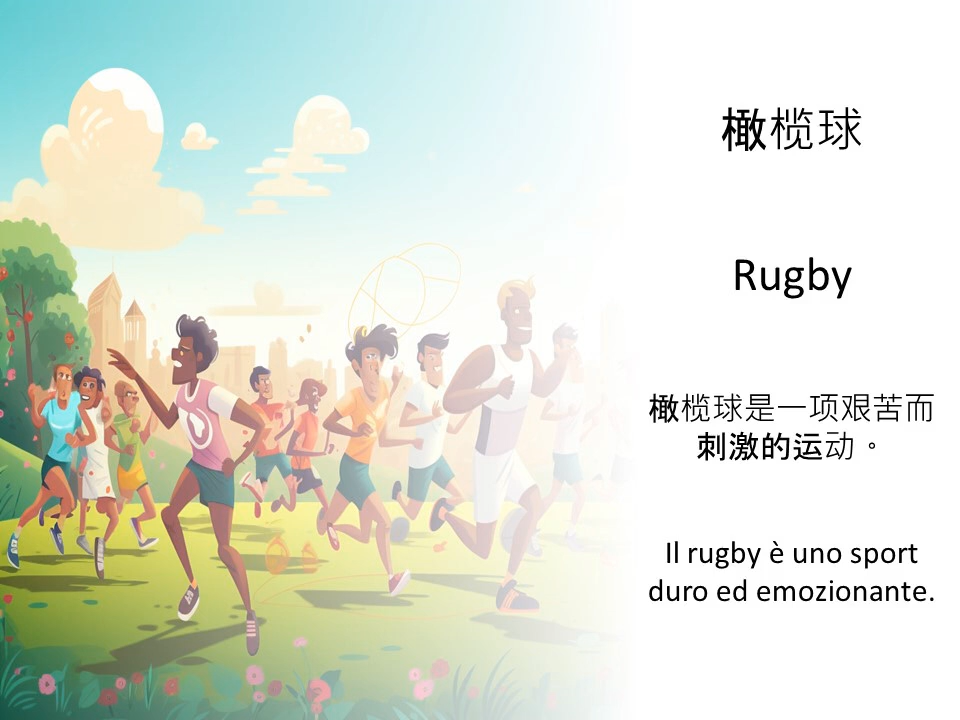 橄榄球
Rugby
橄榄球是一项艰苦而
刺激的运动。
Il rugby è uno sport
duro ed emozionante.